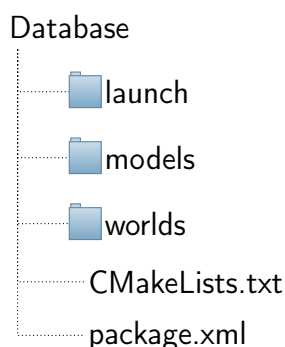 Database
launch
models
worlds
CMakeLists.txt
package.xml